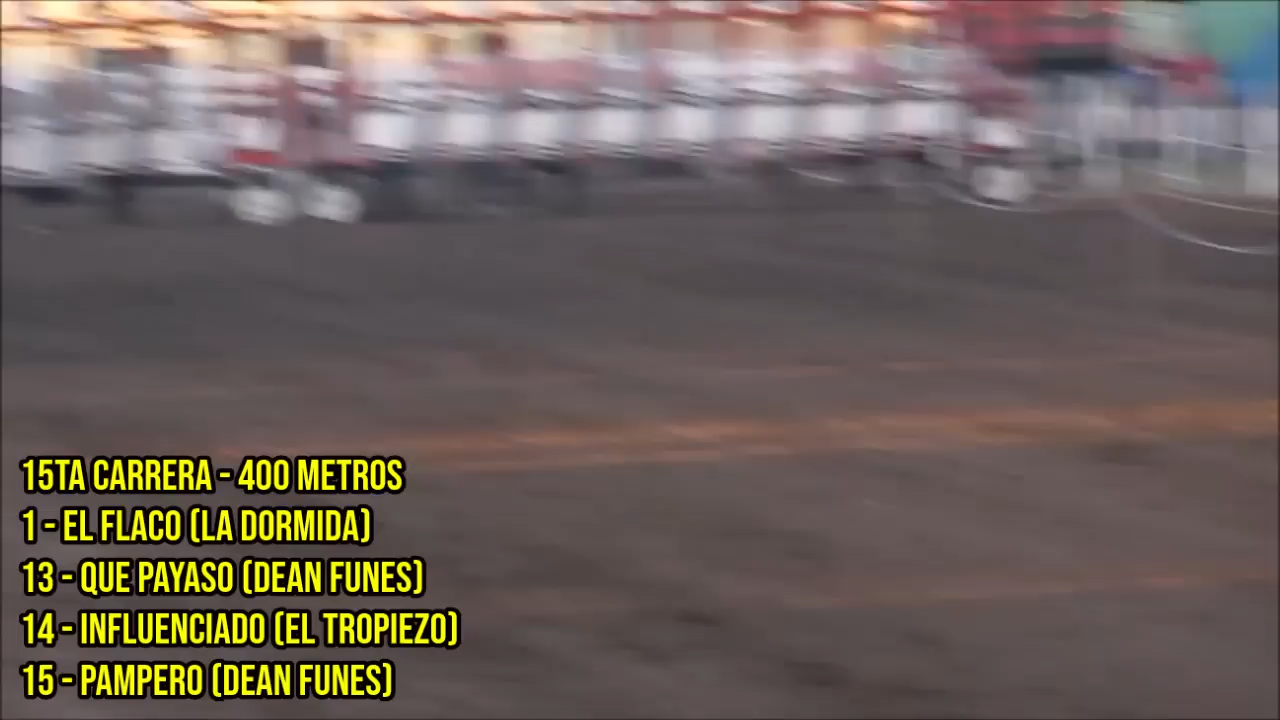 15TA CARRERA - 400 METROS
1 - EL FLACO (LA DORMIDA)
13 - QUE PAYASO (DEAN FUNES)
14 - INFLUENCIADO (EL TROPIEZO)
15 - PAMPERO (DEAN FUNES)